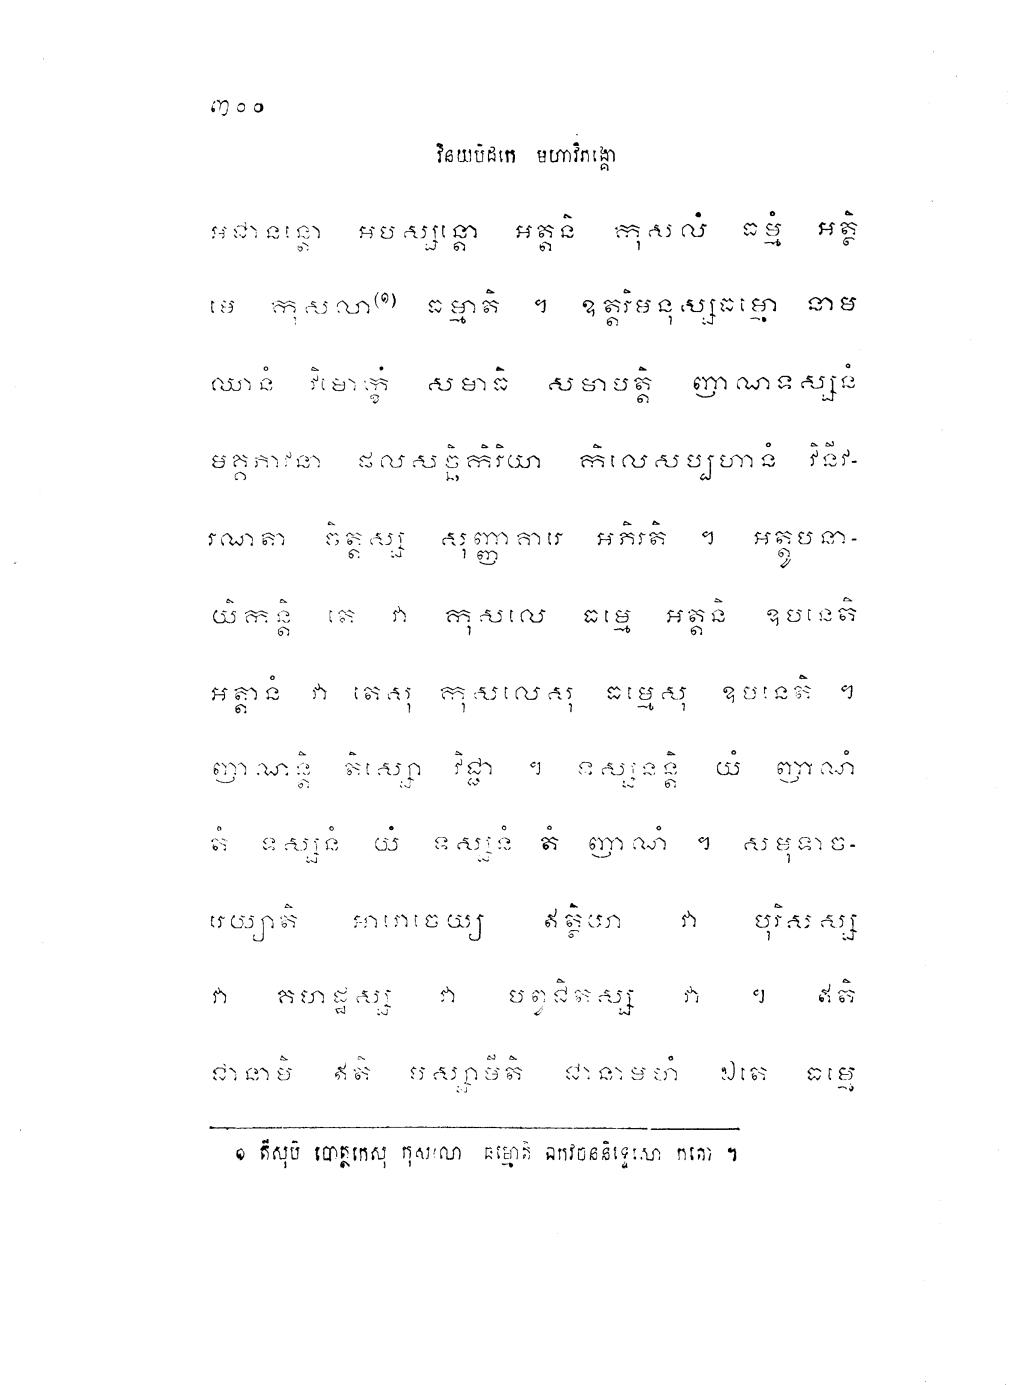 ៣០០
វិនយបិដកេ មហាវិភង្គោ
អជានន្តោ អបស្សន្តោ អត្តនិ កុសលំ ធម្មំ អត្ថិ
មេ កុសលា(១) ធម្មាតិ ។ ឧត្តរិមនុស្សធម្មោ នាម
ឈានំ វិមោក្ខំ សមាធិ សមាបត្តិ ញាណទស្សនំ
មគ្គភាវនា ផលសច្ឆិកិរិយា កិលេសប្បហានំ វិនីវ-
រណតា ចិត្តស្ស សុញ្ញាគារេ អភិរតិ ។ អត្តូបនា-
យិកន្តិ តេ វា កុសលេ ធម្មេ អត្តនិ ឧបនេតិ
អត្តានំ វា តេសុ កុសលេសុ ធម្មេសុ ឧបនេតិ ។
ញាណន្តិ តិស្សោ វិជ្ជា ។ ទស្សនន្តិ យំ ញាណំ
តំ ទស្សនំ យំ ទស្សនំ តំ ញាណំ ។ សមុទាច-
រេយ្យាតិ អារោចេយ្យ ឥត្ថិយា វា បុរិសស្ស
វា គហដ្ឋស្ស វា បព្វជិតស្ស វា ។ ឥតិ
ជានាមិ ឥតិ បស្សាមីតិ ជានាមហំ ឯតេ ធម្មេ
១ តីសុបិ បោត្ថកេសុ កុសលោ ធម្មោតិ ឯកវចននិទ្ទេសោ កតោ ។